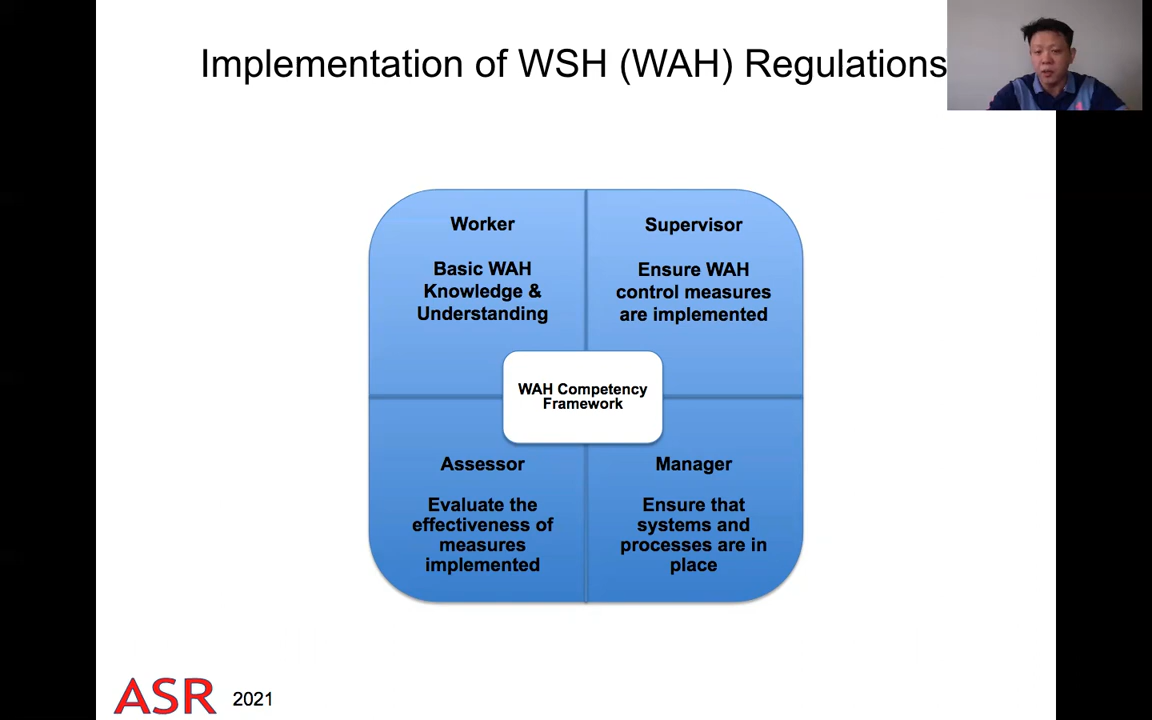 Implementation of WSH (WAH) Regulations
Worker
Basic WAH
Knowledge &
Understanding
Supervisor
Ensure WAH
control measures
are implemented
WAH Competency
Framework
Assessor
Evaluate the
effectiveness of
measures
implemented
Manager
Ensure that
systems and
processes are in
place
ASR 2021